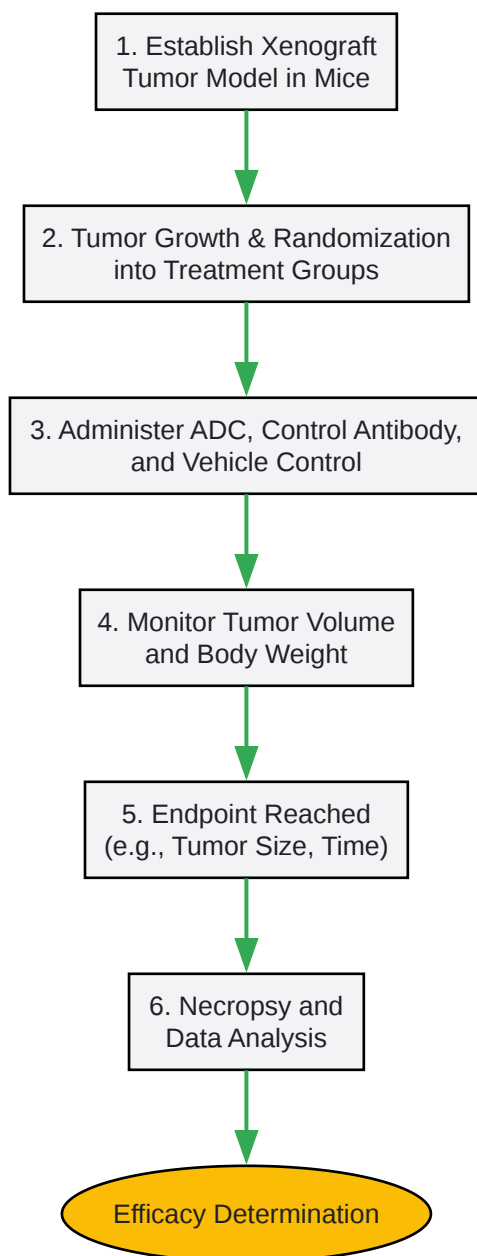 1. Establish Xenograft
Tumor Model in Mice
2. Tumor Growth & Randomization
into Treatment Groups
3. Administer ADC, Control Antibody,
and Vehicle Control
4. Monitor Tumor Volume
and Body Weight
5. Endpoint Reached
(e.g., Tumor Size, Time)
6. Necropsy and
Data Analysis
Efficacy Determination